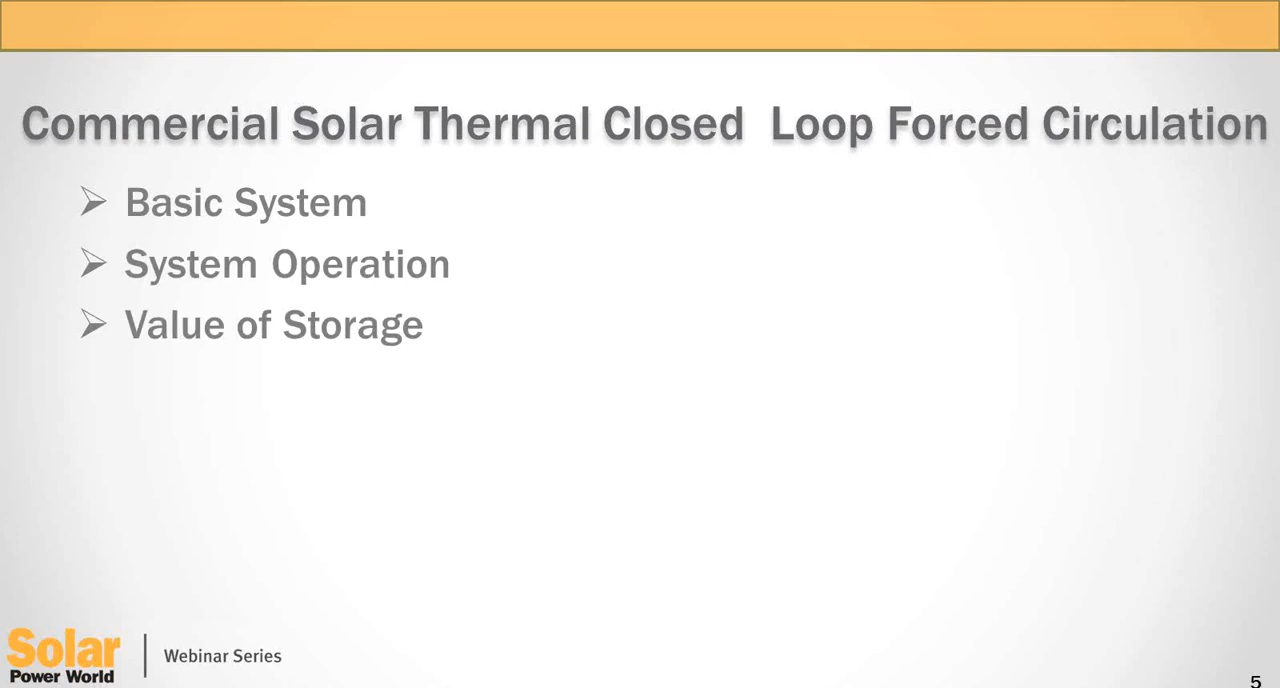 Commercial Solar Thermal Closed  Loop Forced Circulation
➢ Basic System
➢ System Operation
➢ Value of Storage
Solar
Power World
Webinar Series
5